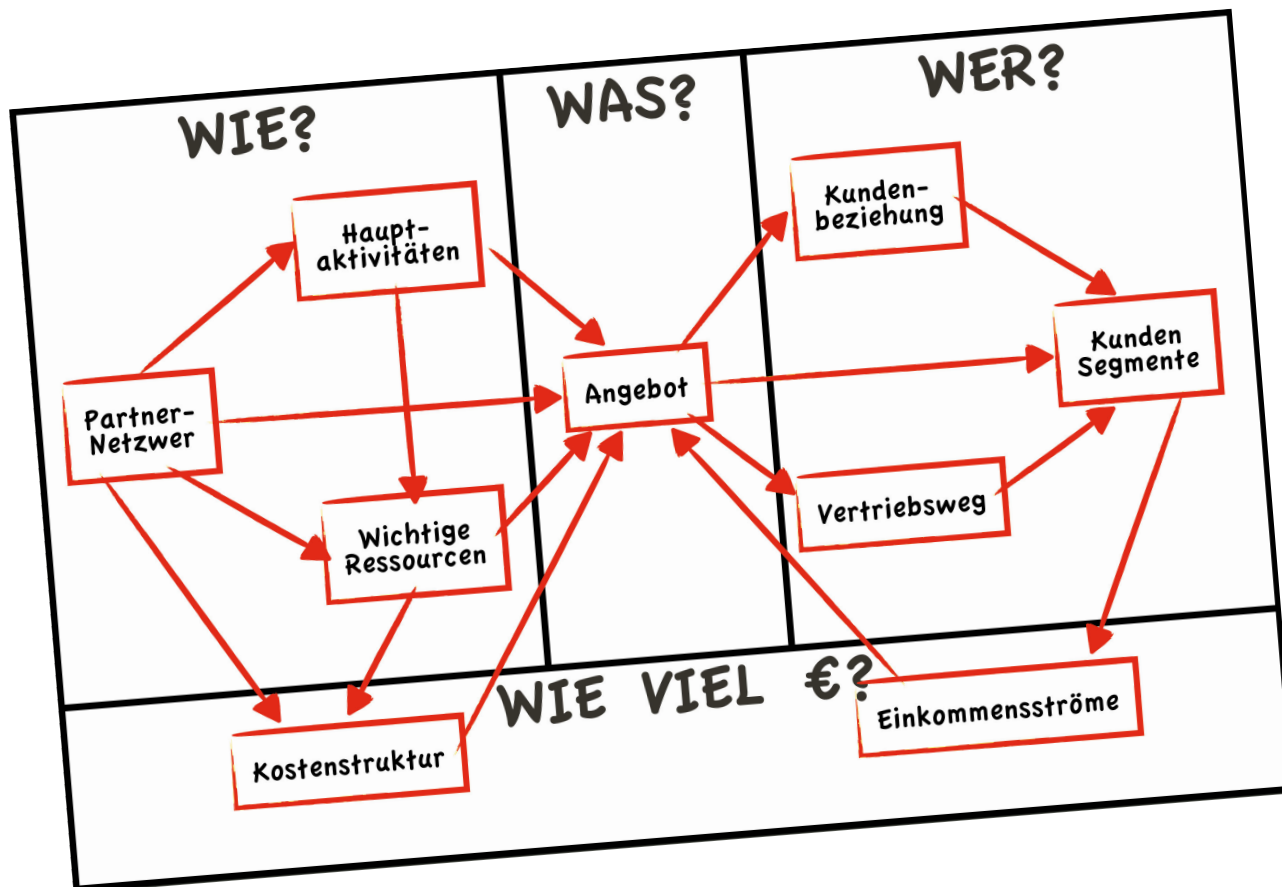 WIE?
WAS?
WER?
Haupt-
aktivitäten
Partner-
Netzwer
Wichtige
Ressourcen
Angebot
Kunden-
beziehung
Kunden
Segmente
Vertriebsweg
WIE VIEL €?
Kostenstruktur
Einkommensströme